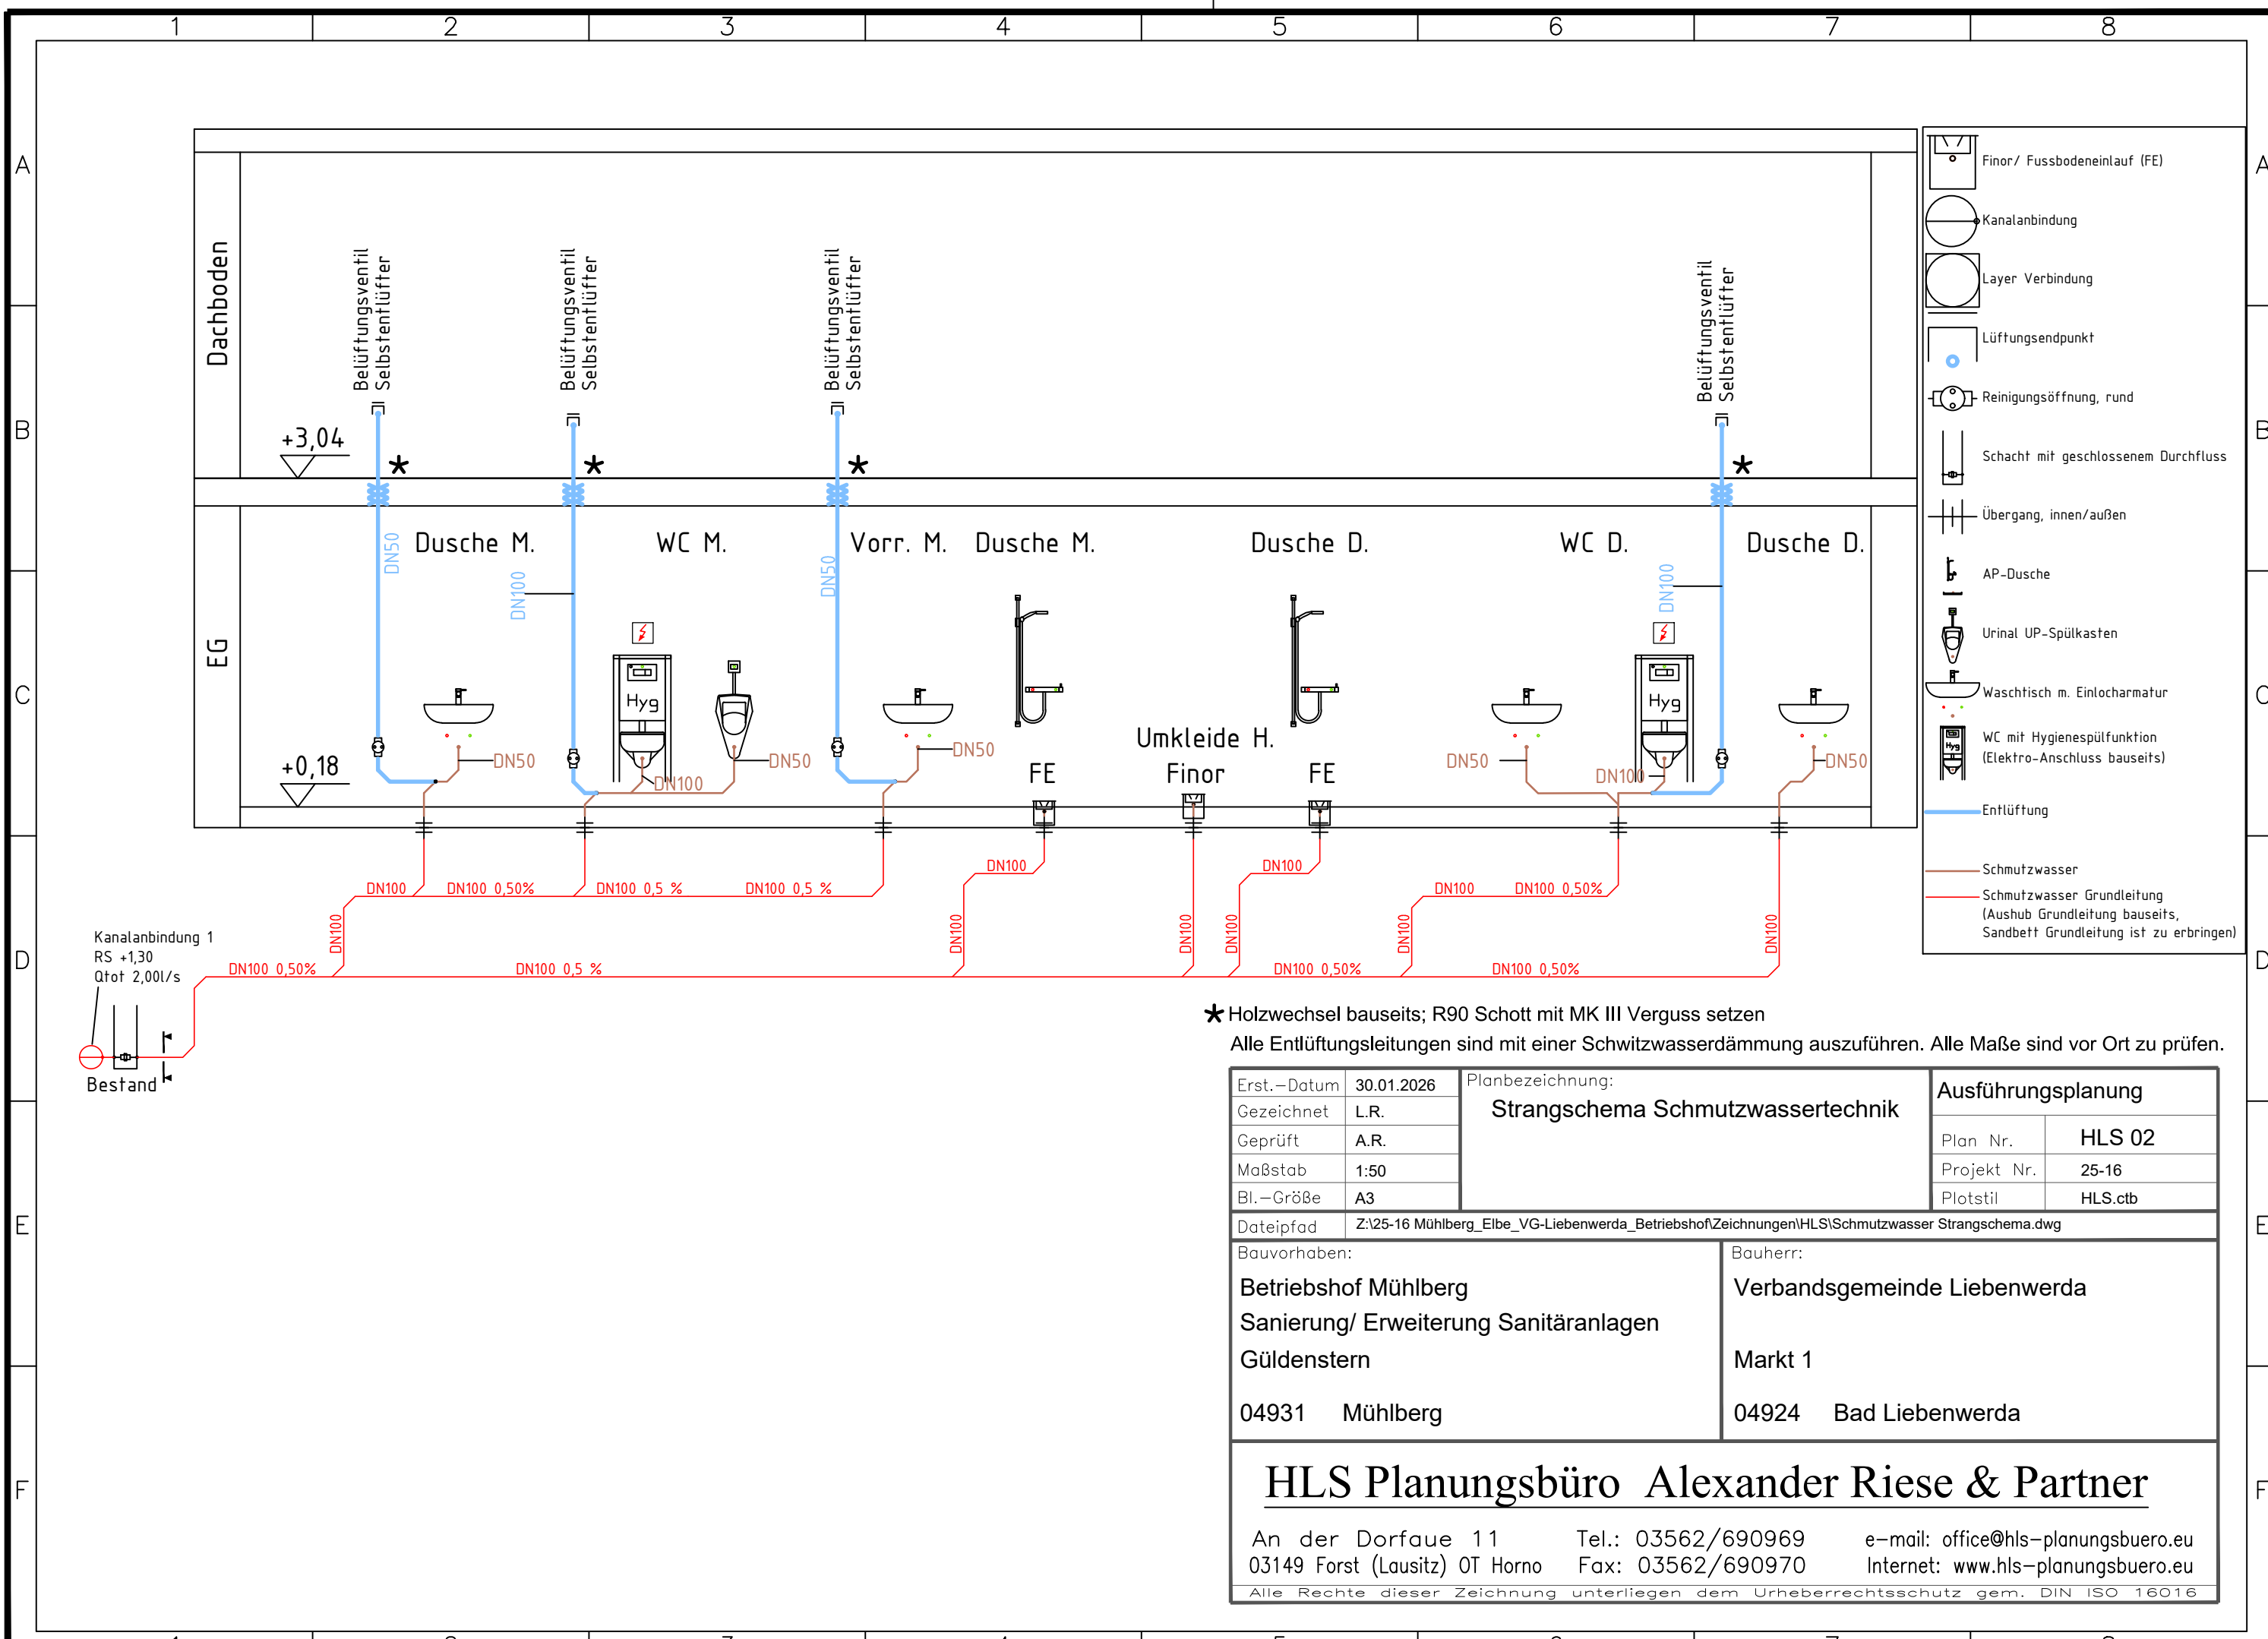 1 2 3 4 5 6 7 8
A A
B B
C C
D D
E E
F F
Dachboden
EG
Belüftungsventil
Selbstentlüfter
Belüftungsventil
Selbstentlüfter
Belüftungsventil
Selbstentlüfter
Belüftungsventil
Selbstentlüfter
+3,04
* * * *
DN50
DN100
DN50
DN100
Dusche M.
WC M.
Vorr. M.
Dusche M.
Dusche D.
WC D.
Dusche D.
Hyg
Hyg
+0,18
DN50
DN100
DN50
DN50
DN50
DN100
DN50
FE
Umkleide H.
Finor
FE
DN100
DN100 0,50%
DN100 0,5 %
DN100 0,5 %
DN100
DN100
DN100
DN100 0,50%
DN100
DN100
DN100
DN100
DN100
DN100
DN100 0,50%
DN100 0,5 %
DN100 0,50%
DN100 0,50%
Kanalanbindung 1
RS +1,30
Qtot 2,00l/s
Bestand
Finor/ Fussbodeneinlauf (FE)
Kanalanbindung
Layer Verbindung
Lüftungsendpunkt
Reinigungsöffnung, rund
Schacht mit geschlossenem Durchfluss
Übergang, innen/außen
AP-Dusche
Urinal UP-Spülkasten
Waschtisch m. Einlocharmatur
Hyg
WC mit Hygienespülfunktion
(Elektro-Anschluss bauseits)
Entlüftung
Schmutzwasser
Schmutzwasser Grundleitung
(Aushub Grundleitung bauseits,
Sandbett Grundleitung ist zu erbringen)
* Holzwechsel bauseits; R90 Schott mit MK III Verguss setzen
Alle Entlüftungsleitungen sind mit einer Schwitzwasserdämmung auszuführen. Alle Maße sind vor Ort zu prüfen.
Erst.-Datum 30.01.2026
Gezeichnet L.R.
Geprüft A.R.
Maßstab 1:50
Bl.-Größe A3
Planbezeichnung:
Strangschema Schmutzwassertechnik
Ausführungsplanung
Plan Nr. HLS 02
Projekt Nr. 25-16
Plotstil HLS.ctb
Dateipfad Z:\25-16 Mühlberg_Elbe_VG-Liebenwerda_Betriebshof\Zeichnungen\HLS\Schmutzwasser Strangschema.dwg
Bauvorhaben:
Betriebshof Mühlberg
Sanierung/ Erweiterung Sanitäranlagen
Güldenstern
04931 Mühlberg
Bauherr:
Verbandsgemeinde Liebenwerda
Markt 1
04924 Bad Liebenwerda
HLS Planungsbüro Alexander Riese & Partner
An der Dorfaue 11 Tel.: 03562/690969 e-mail: office@hls-planungsbuero.eu
03149 Forst (Lausitz) OT Horno Fax: 03562/690970 Internet: www.hls-planungsbuero.eu
Alle Rechte dieser Zeichnung unterliegen dem Urheberrechtsschutz gem. DIN ISO 16016